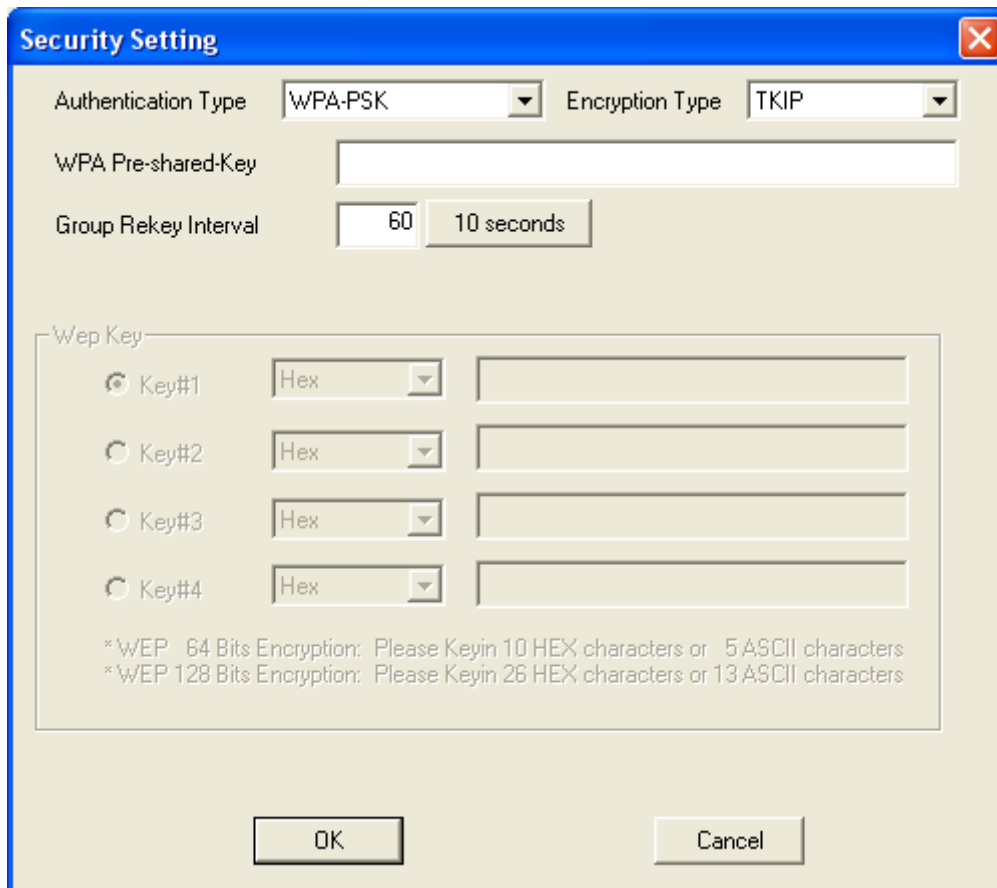 Security Setting
Authentication Type WPA-PSK Encryption Type TKIP
WPA Pre-shared-Key
Group Rekey Interval 60 10 seconds
Wep Key
Key#1 Hex
Key#2 Hex
Key#3 Hex
Key#4 Hex
* WEP 64 Bits Encryption: Please Keyin 10 HEX characters or 5 ASCII characters
* WEP 128 Bits Encryption: Please Keyin 26 HEX characters or 13 ASCII characters
OK Cancel